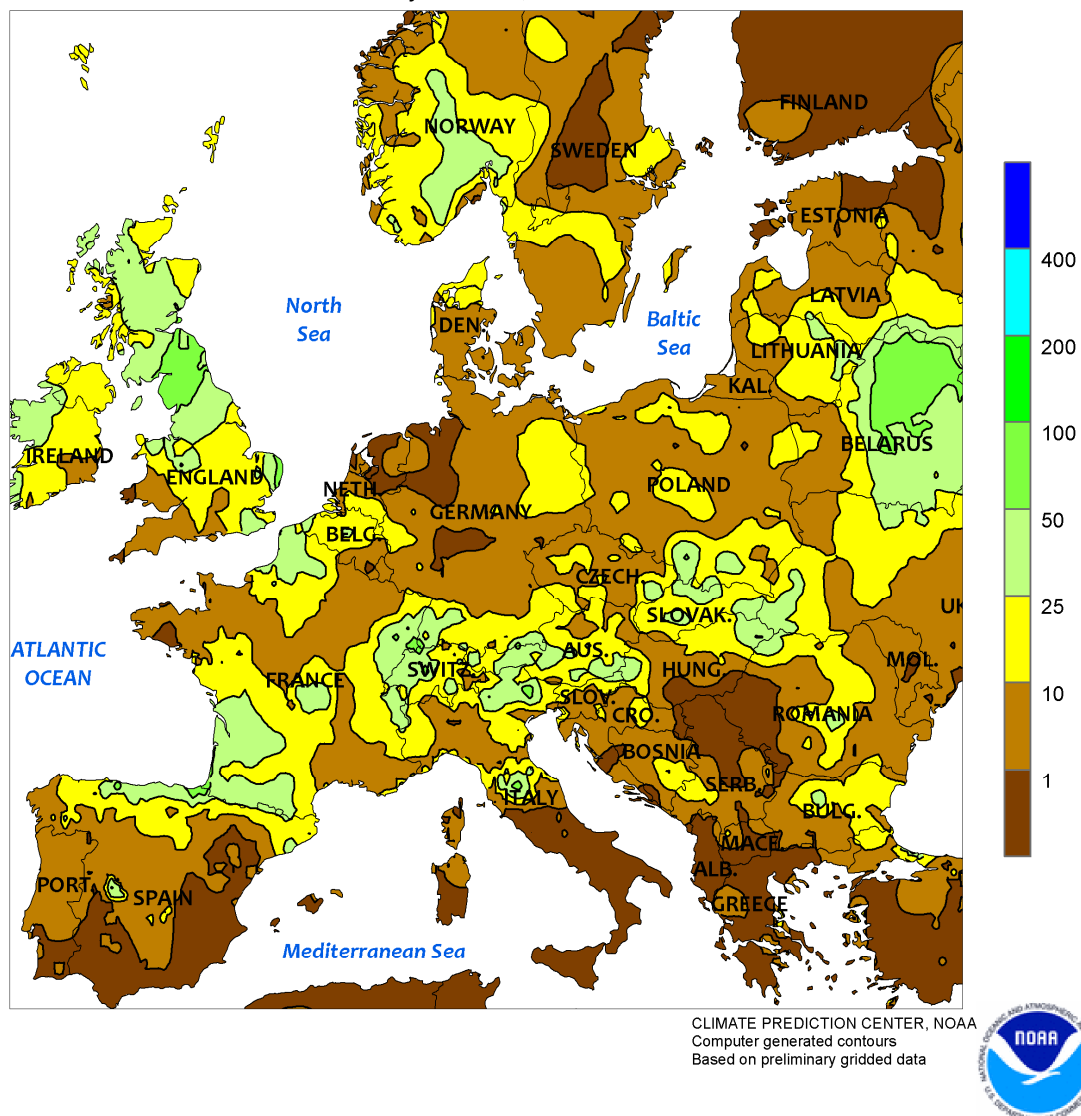 FINLAND
NORWAY
SWEDEN
ESTONIA
North
Sea
LATVIA
DEN.
Baltic
Sea
LITHUANIA
KAL.
BELARUS
IRELAND
ENGLAND
NETH.
POLAND
GERMANY
BELG.
CZECH.
UK
SLOVAK.
ATLANTIC
OCEAN
AUS.
MOL.
SWITZ.
HUNG.
FRANCE
SLOV.
CRO.
ROMANIA
BOSNIA
SERB.
ITALY
BULG.
MACE.
ALB.
PORT.
SPAIN
GREECE
Mediterranean Sea
400
200
100
50
25
10
1
CLIMATE PREDICTION CENTER, NOAA
Computer generated contours
Based on preliminary gridded data
NOAA